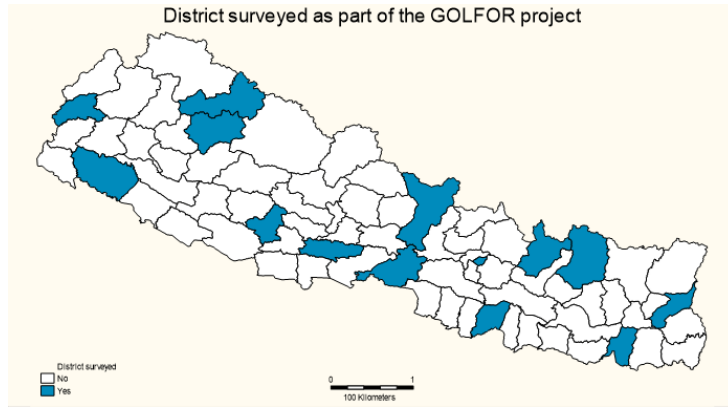 District surveyed as part of the GOLFOR project
District surveyed
No
Yes
0 1
100 Kilometers